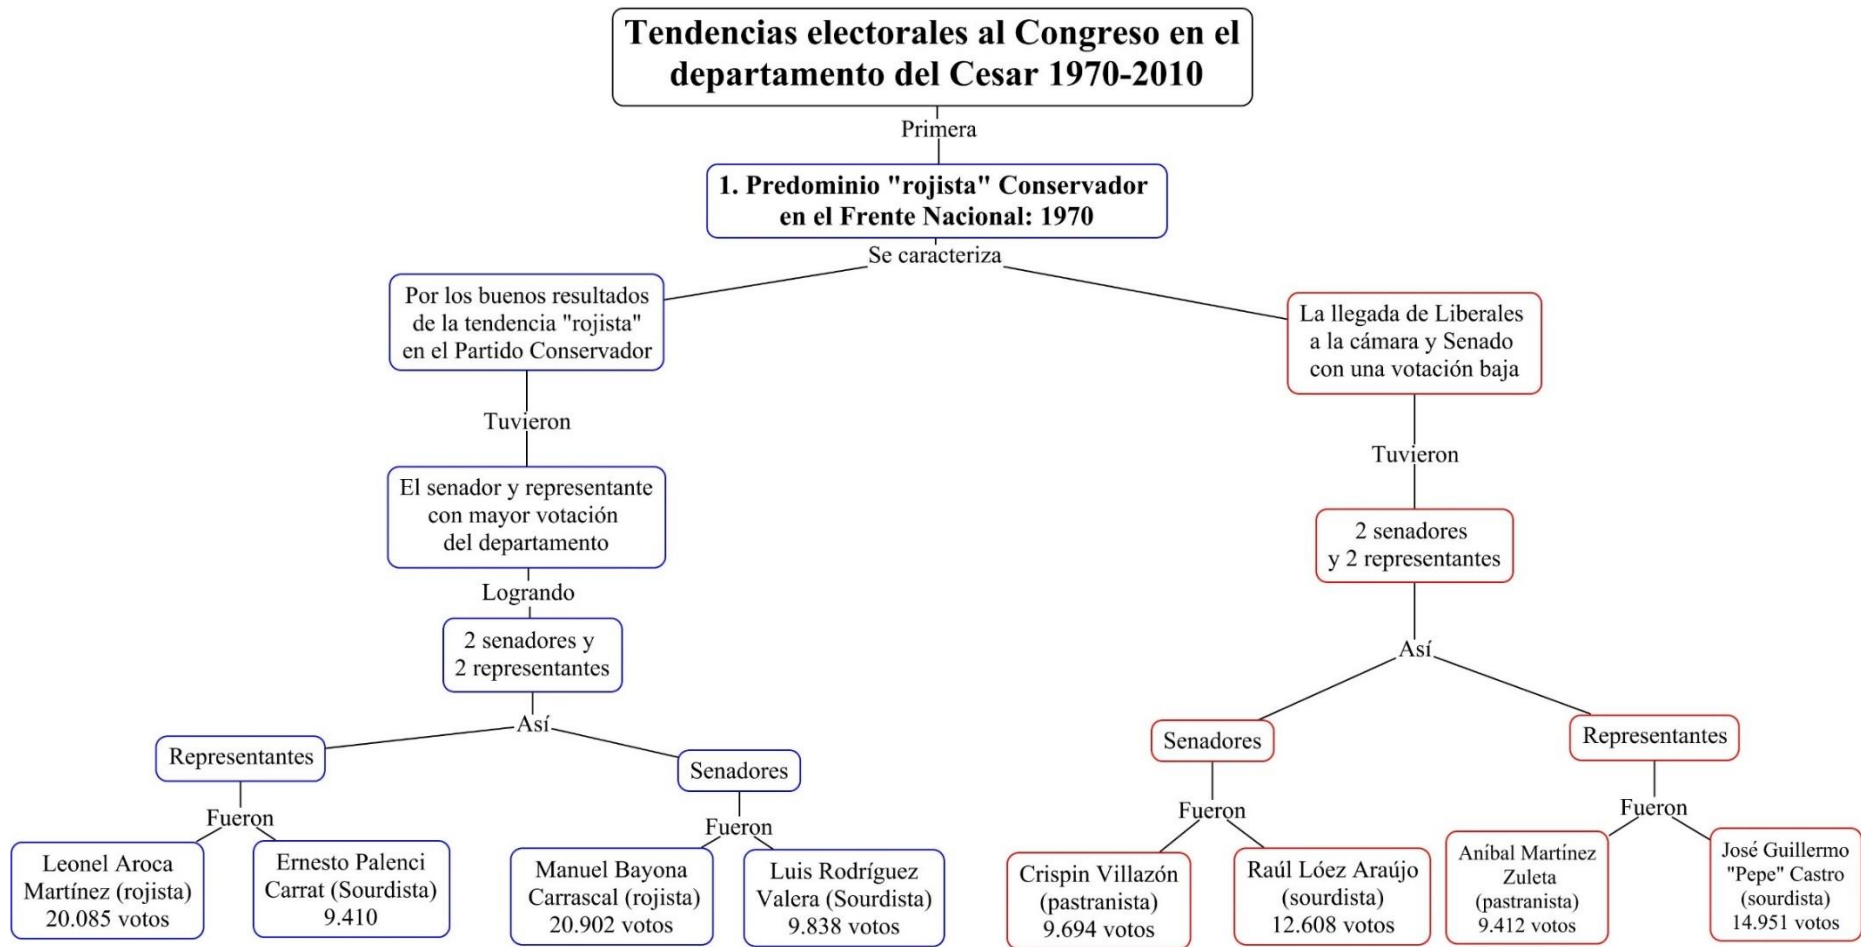 Tendencias electorales al Congreso en el
departamento del Cesar 1970-2010
Primera
1. Predominio "rojista" Conservador
en el Frente Nacional: 1970
Se caracteriza
Por los buenos resultados
de la tendencia "rojista"
en el Partido Conservador
Tuvieron
El senador y representante
con mayor votación
del departamento
Logrando
2 senadores y
2 representantes
Así
Representantes
Fueron
Leonel Aroca
Martínez (rojista)
20.085 votos
Ernesto Palenci
Carrat (Sourdista)
9.410
Senadores
Fueron
Manuel Bayona
Carrascal (rojista)
20.902 votos
Luis Rodríguez
Valera (Sourdista)
9.838 votos
La llegada de Liberales
a la cámara y Senado
con una votación baja
Tuvieron
2 senadores
y 2 representantes
Así
Senadores
Fueron
Crispin Villazón
(pastranista)
9.694 votos
Raúl Lóez Araújo
(sourdista)
12.608 votos
Representantes
Fueron
Aníbal Martínez
Zuleta
(pastranista)
9.412 votos
José Guillermo
"Pepe" Castro
(sourdista)
14.951 votos